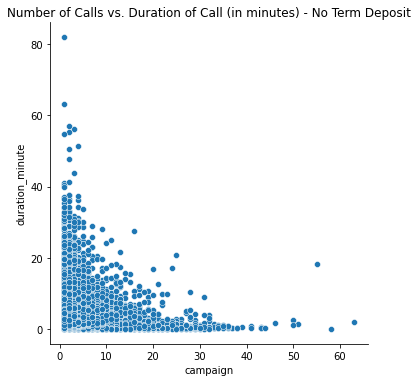 Number of Calls vs. Duration of Call (in minutes) - No Term Deposit
80
60
40
20
0
duration_minute
0 10 20 30 40 50 60
campaign